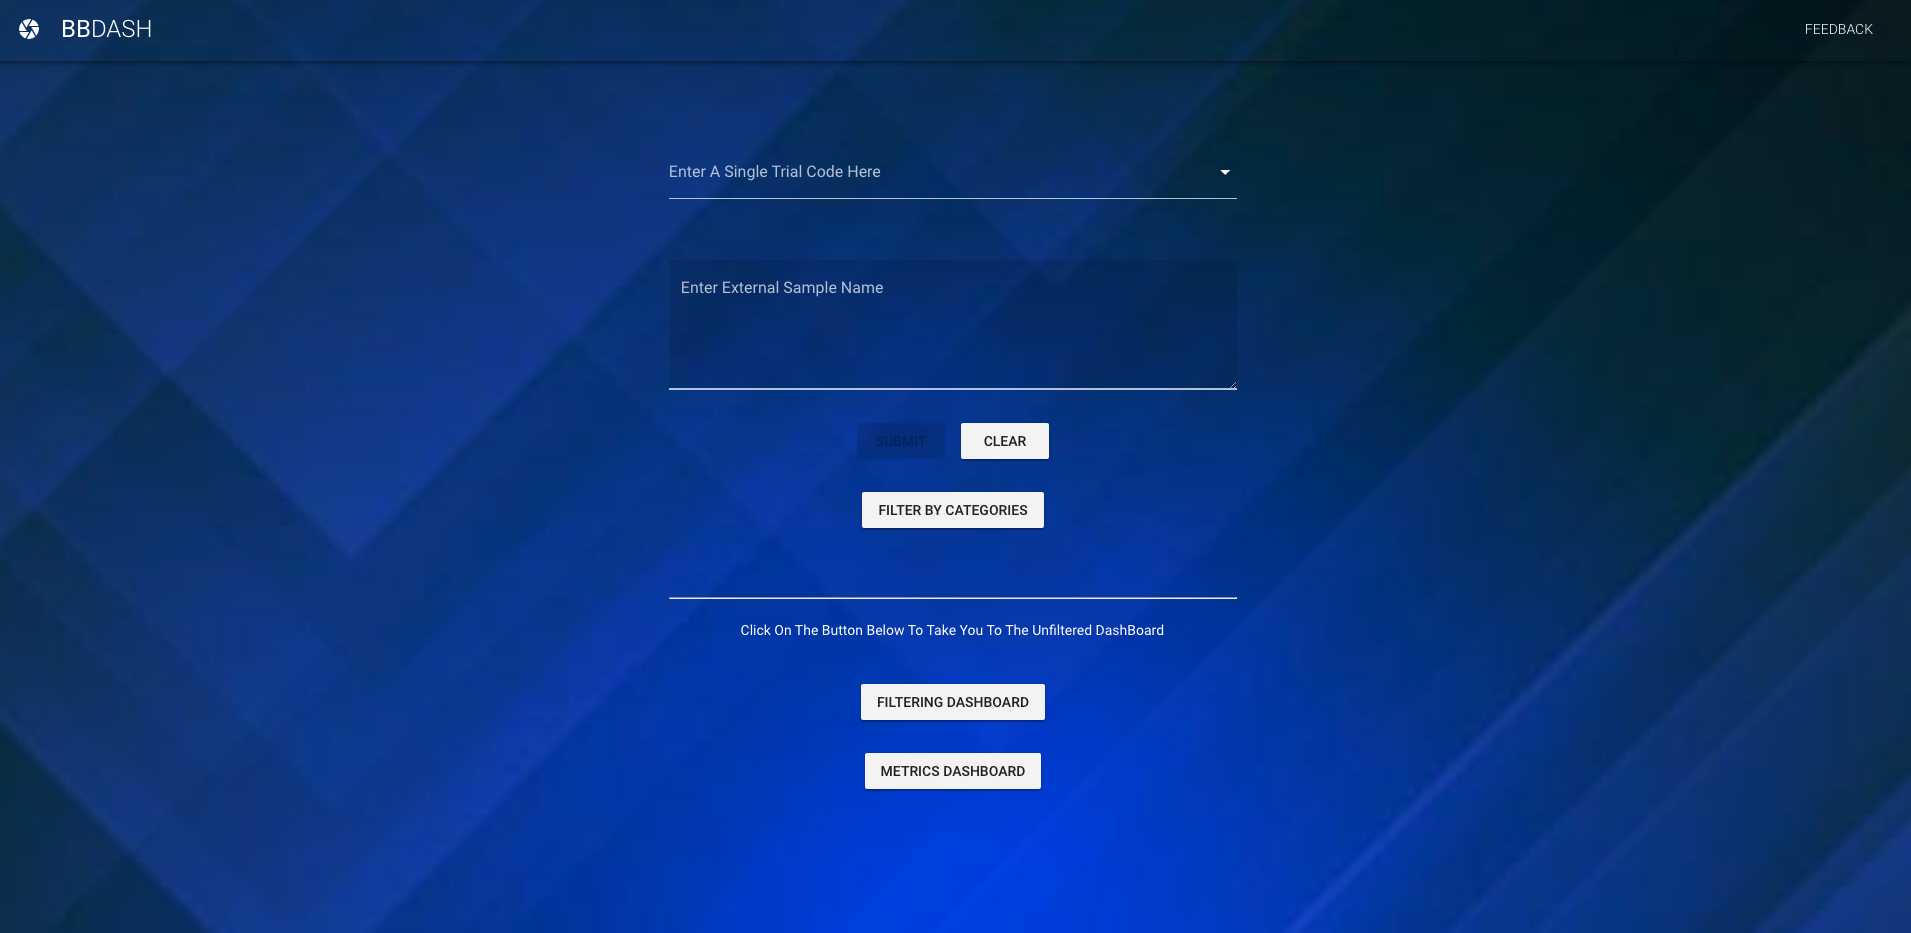 BBDASH
FEEDBACK
Enter A Single Trial Code Here
Enter External Sample Name
SUBMIT
CLEAR
FILTER BY CATEGORIES
Click On The Button Below To Take You To The Unfiltered DashBoard
FILTERING DASHBOARD
METRICS DASHBOARD